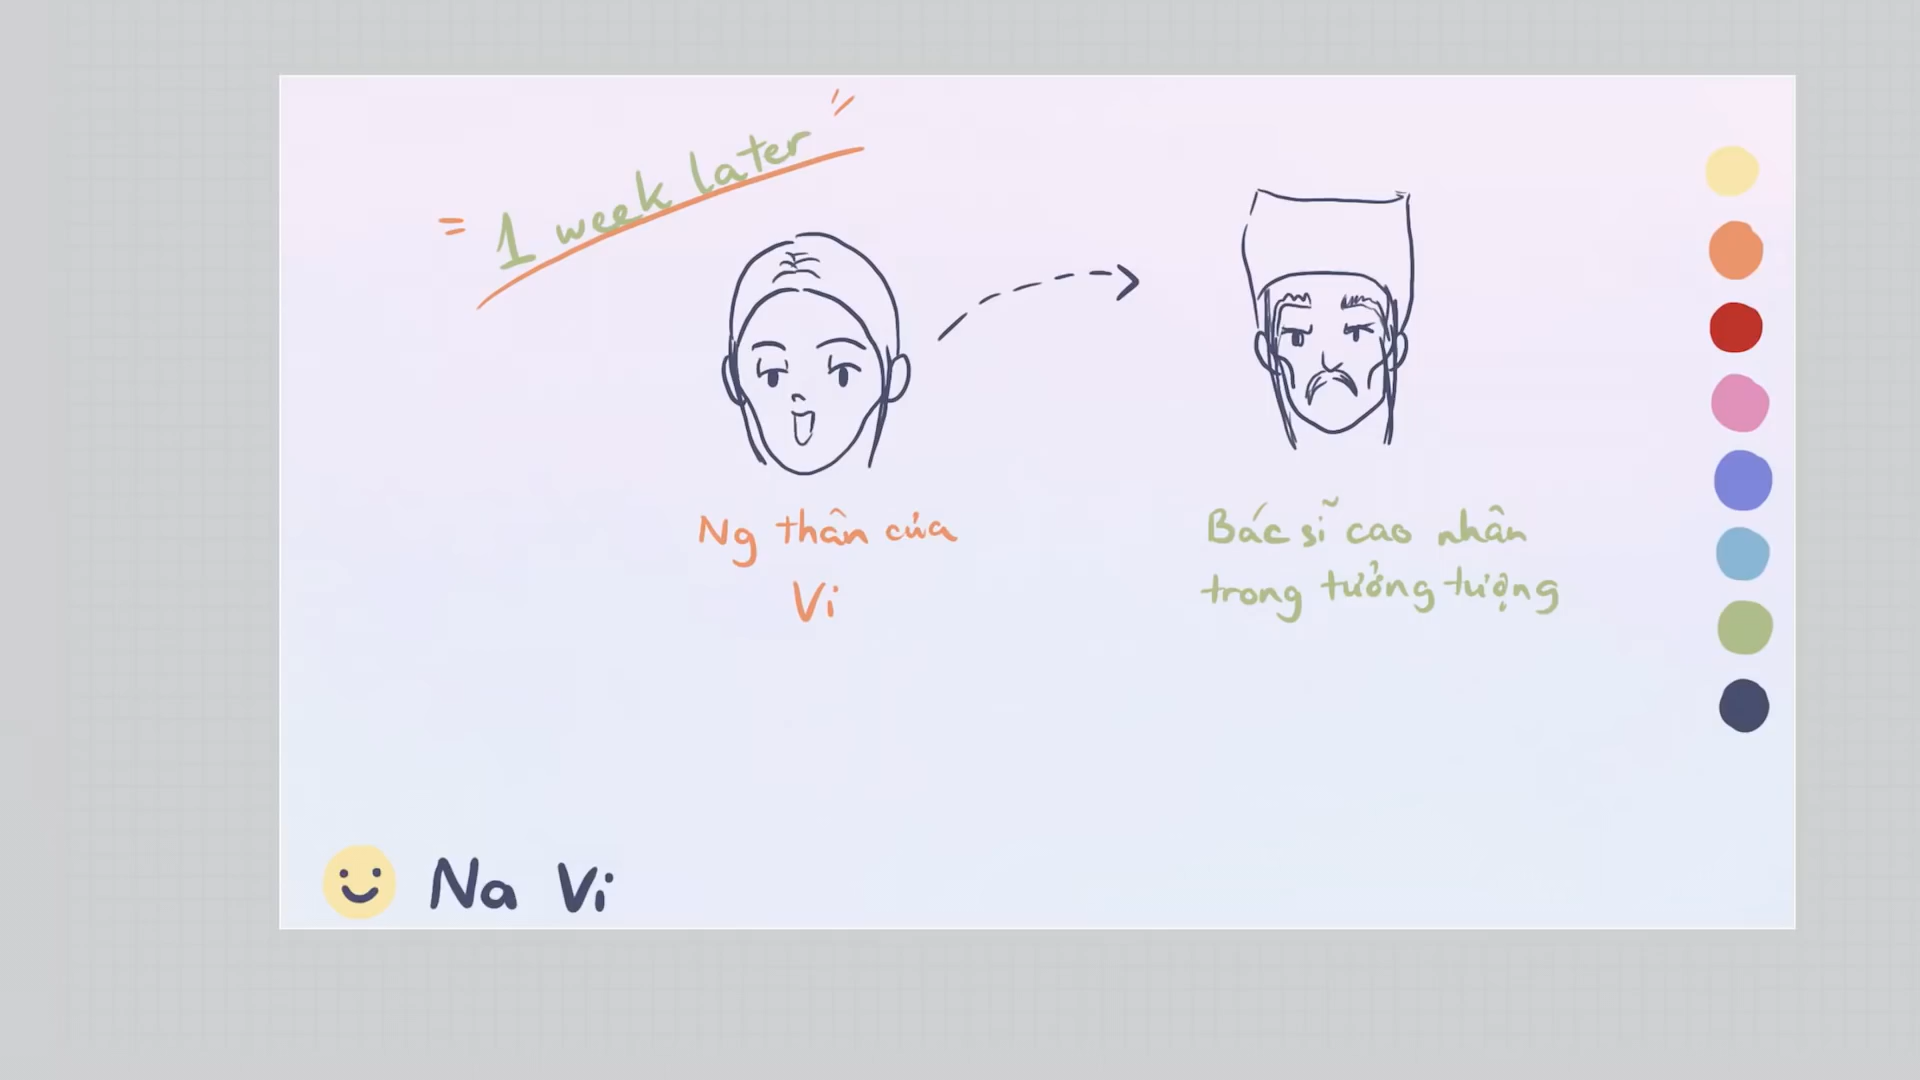 1 week later
Ng thân của
Vi
Bác sĩ cao nhân
trong tưởng tượng
Na Vi